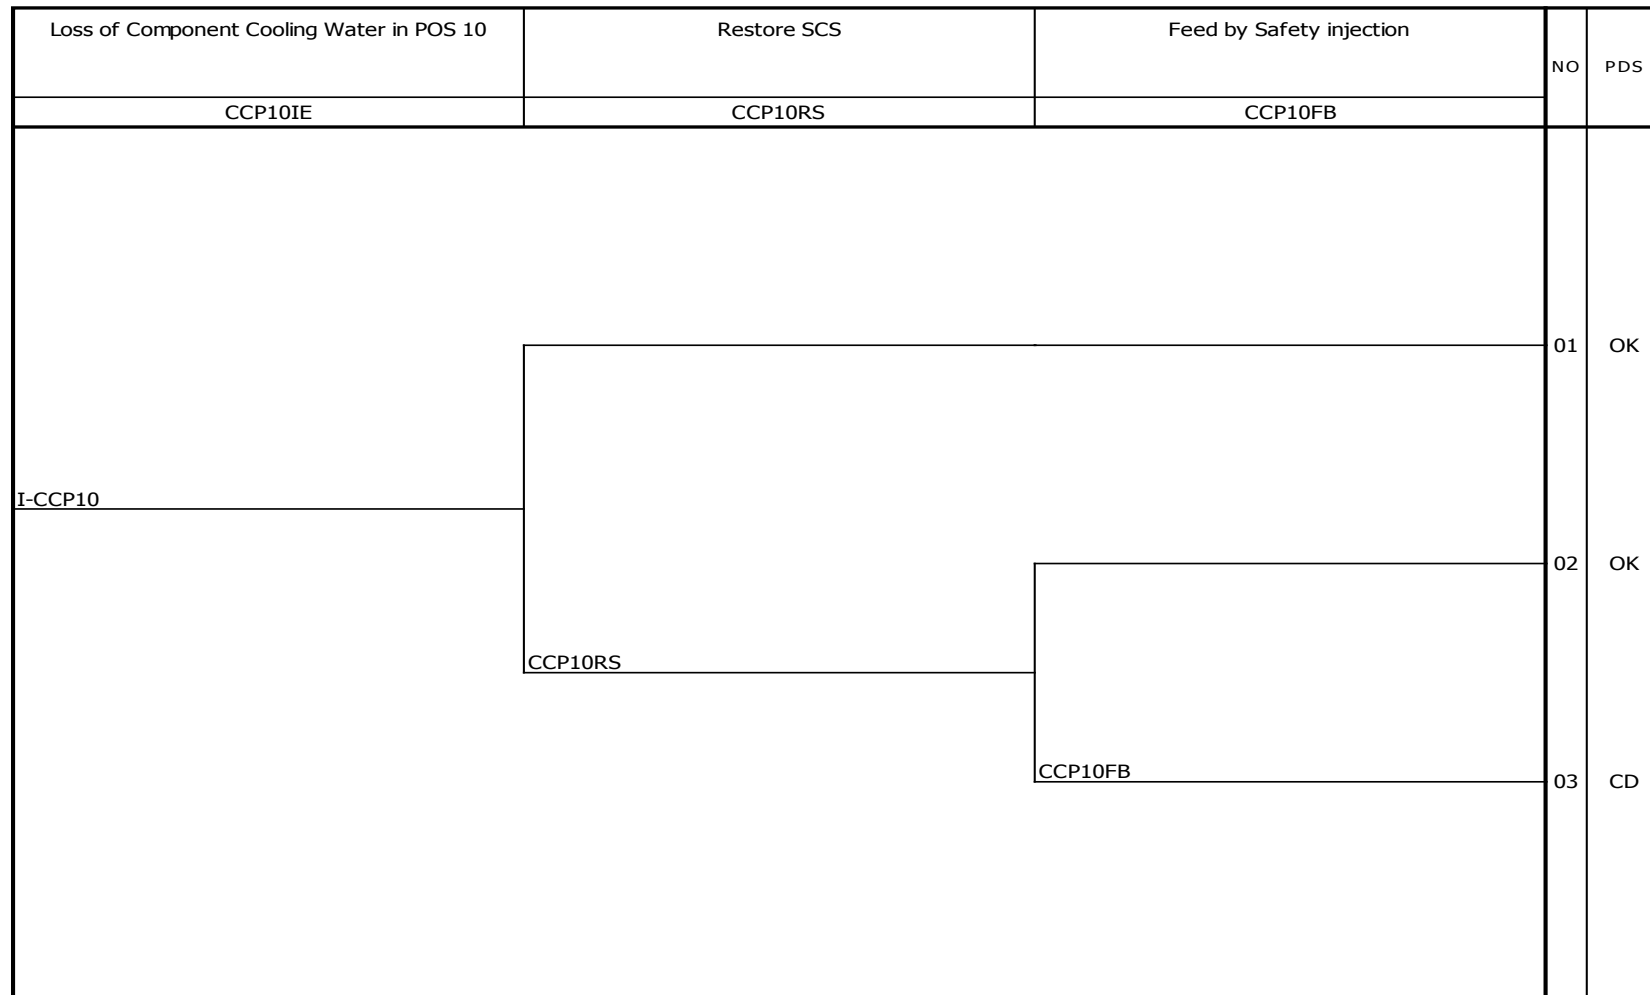 Loss of Component Cooling Water in POS 10
Restore SCS
Feed by Safety injection
NO
PDS
CCP10IE
CCP10RS
CCP10FB
01
OK
I-CCP10
02
OK
CCP10RS
CCP10FB
03
CD